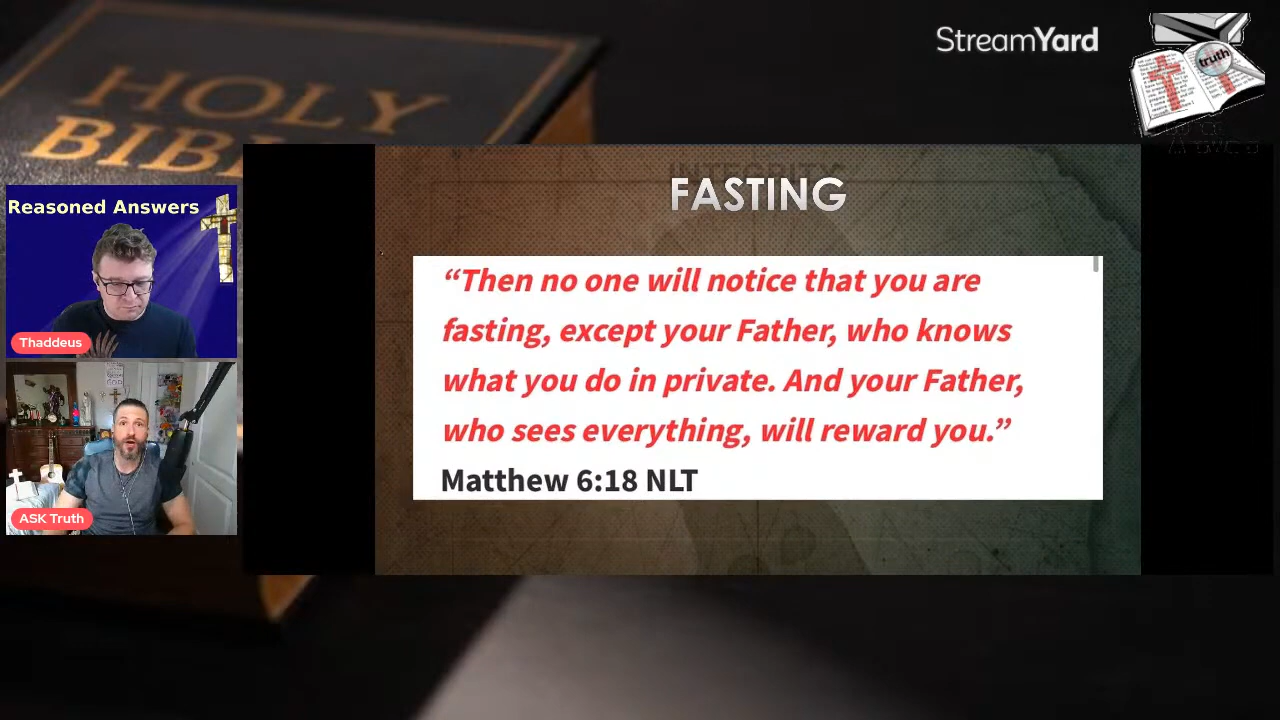 HOLY
BIBL
StreamYard
truth
Reasoned Answers
Thaddeus
ASK Truth
INTEGRITY
FASTING
“Then no one will notice that you are
fasting, except your Father, who knows
what you do in private. And your Father,
who sees everything, will reward you.”
Matthew 6:18 NLT